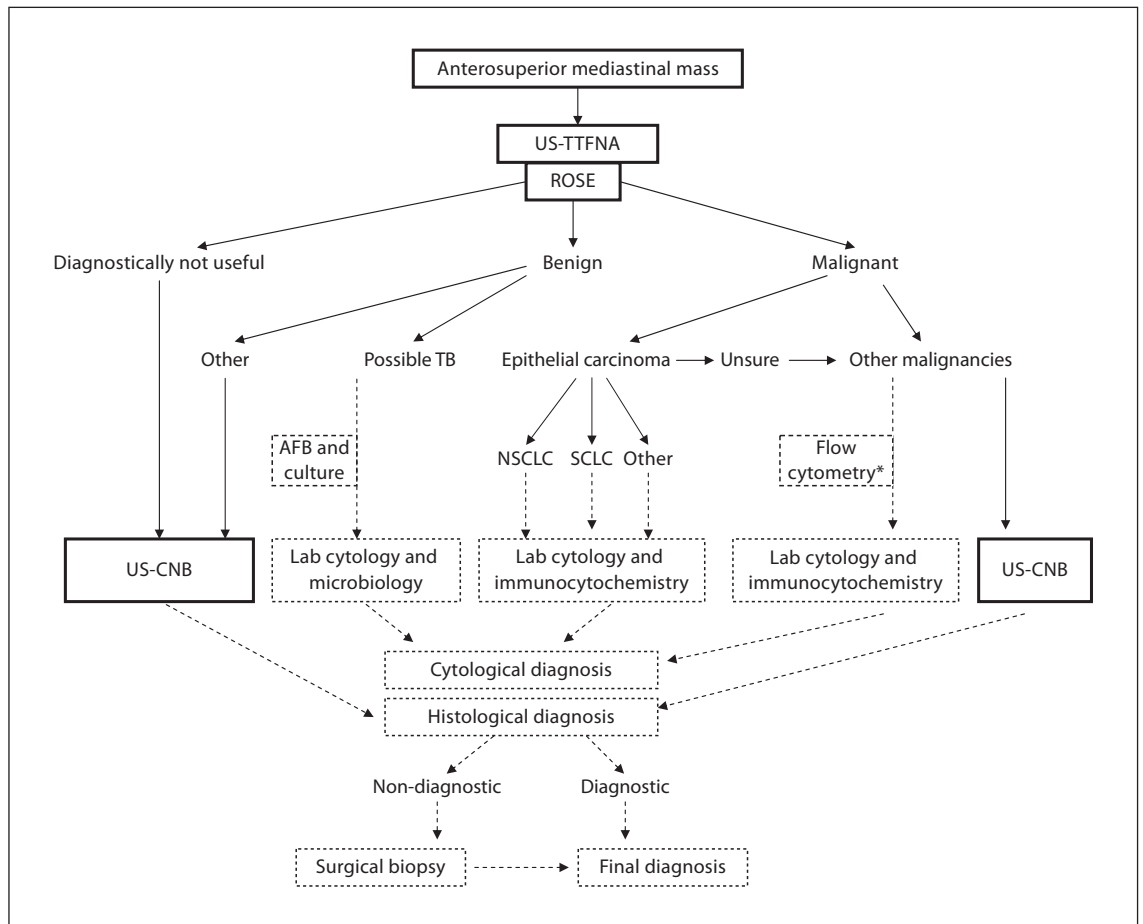 Anterosuperior mediastinal mass
US-TTFNA
ROSE
Diagnostically not useful
Benign
Malignant
Other
Possible TB
Epithelial carcinoma
Unsure
Other malignancies
AFB and
culture
NSCLC
SCLC
Other
Flow
cytometry*
US-CNB
Lab cytology and
microbiology
Lab cytology and
immunocytochemistry
Lab cytology and
immunocytochemistry
US-CNB
Cytological diagnosis
Histological diagnosis
Non-diagnostic
Diagnostic
Surgical biopsy
Final diagnosis